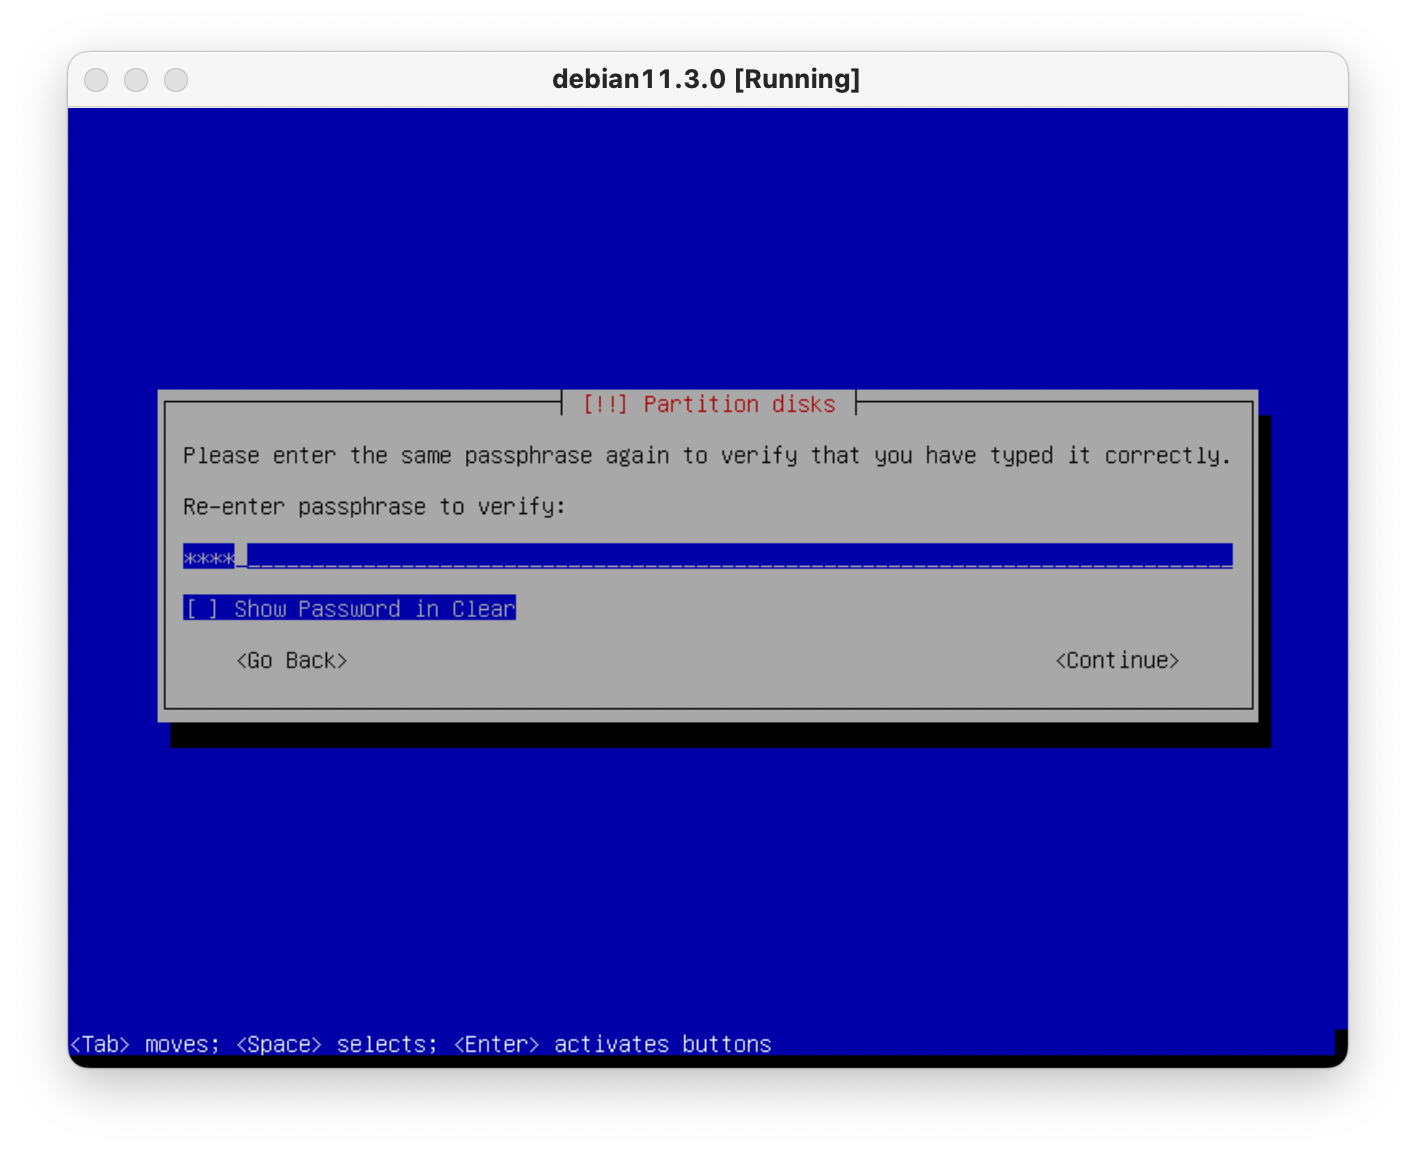 debian11.3.0 [Running]
[!!] Partition disks
Please enter the same passphrase again to verify that you have typed it correctly.
Re-enter passphrase to verify:
****_______________________________________________________________________________
[ ] Show Password in Clear
<Go Back> <Continue>
<Tab> moves; <Space> selects; <Enter> activates buttons